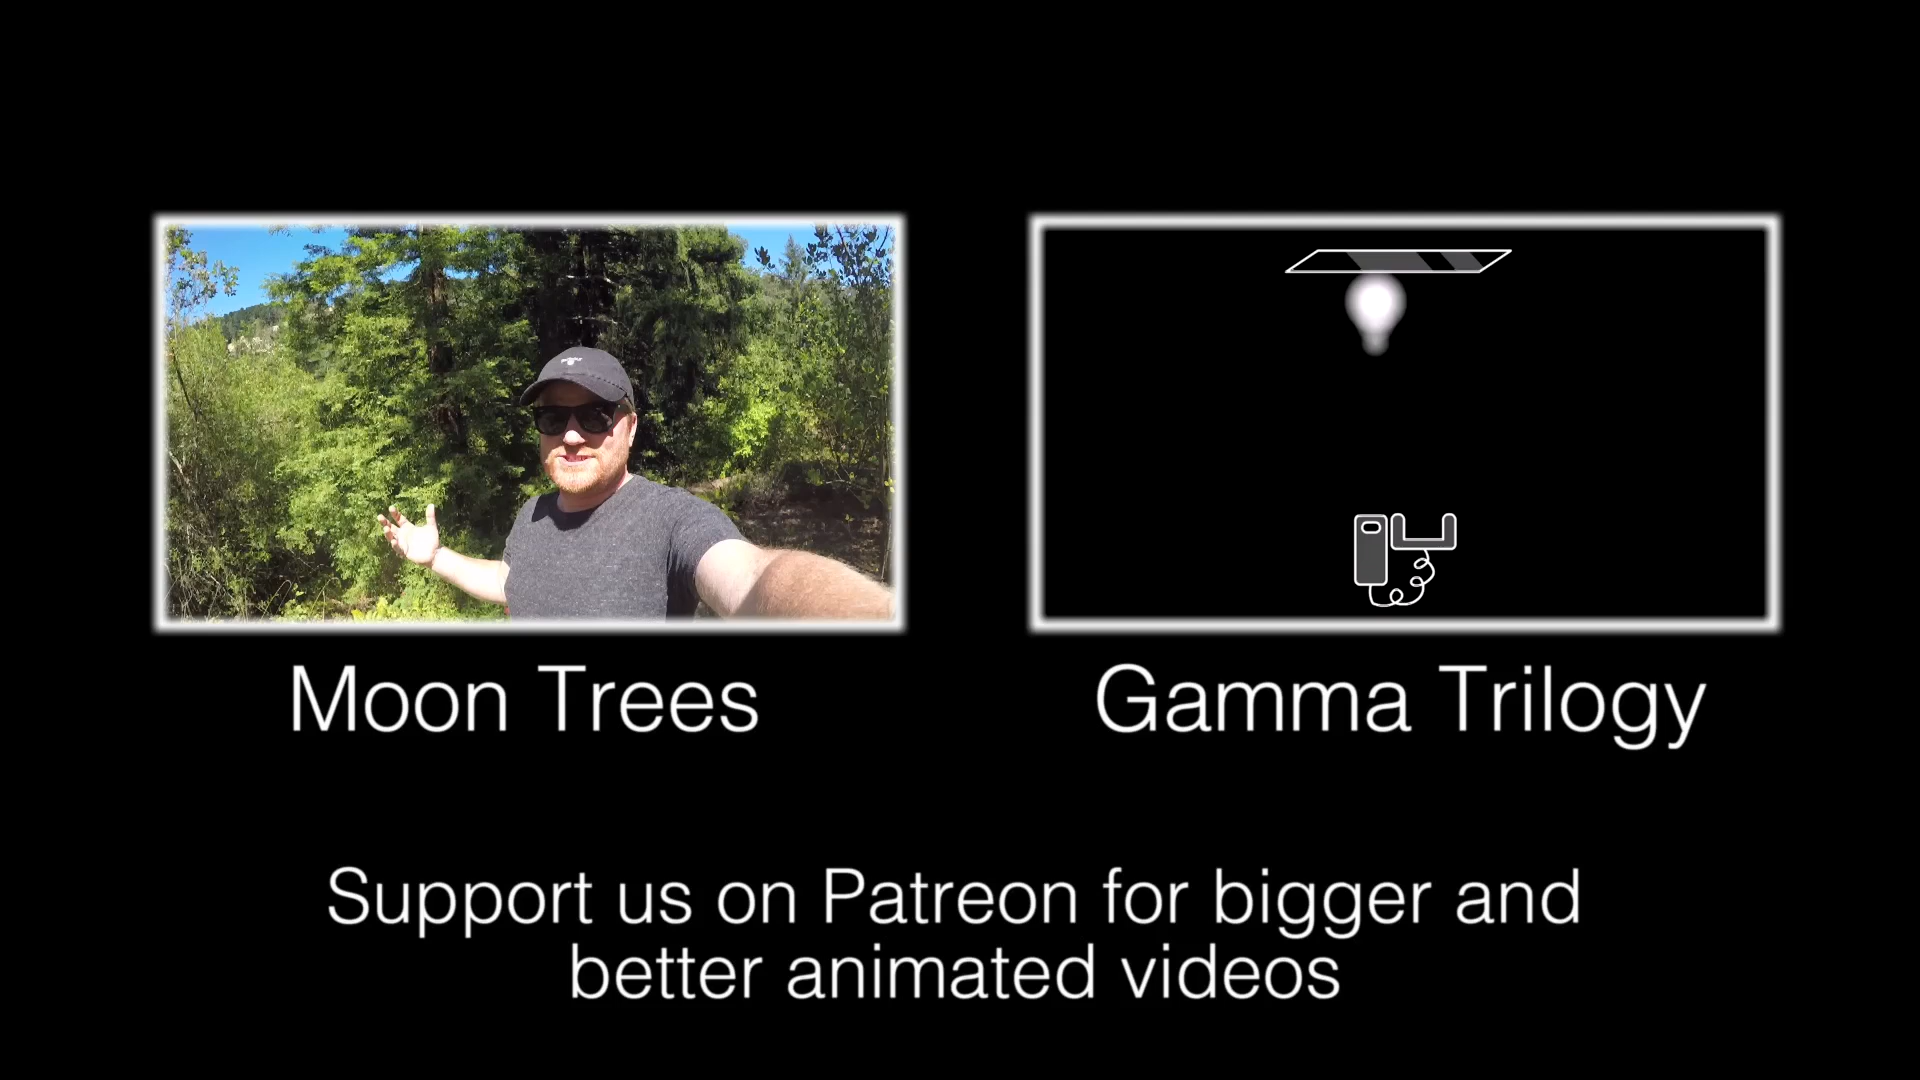 Moon Trees
Gamma Trilogy
Support us on Patreon for bigger and
better animated videos